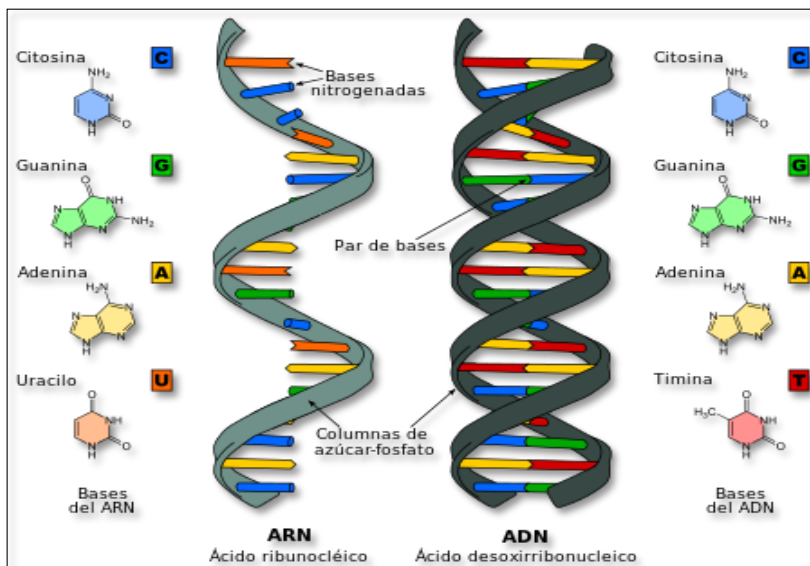 Citosina
C
NH₂
N
N
H
O
Guanina
G
O
N
NH
N
H
N
NH₂
Adenina
A
H₂N
N
N
N
H
N
Uracilo
U
O
NH
N
H
O
Bases
del ARN
Bases
nitrogenadas
Par de bases
Columnas de
azúcar-fosfato
ARN
Ácido ribunocléico
ADN
Ácido desoxirribonucleico
Citosina
C
NH₂
N
N
H
O
Guanina
G
O
N
NH
N
H
N
NH₂
Adenina
A
H₂N
N
N
N
H
N
Timina
T
O
H₃C
NH
N
H
O
Bases
del ADN